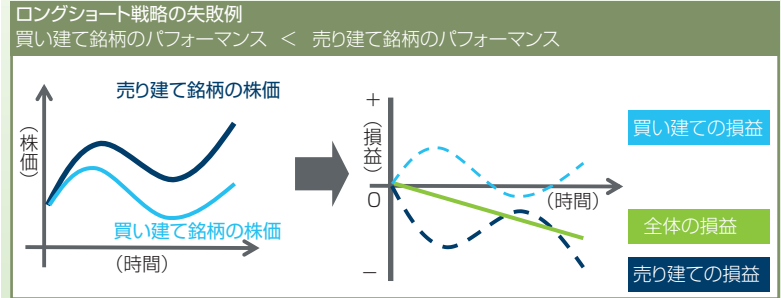 ロングショート戦略の失敗例
買い建て銘柄のパフォーマンス ＜ 売り建て銘柄のパフォーマンス
売り建て銘柄の株価
（株価）
買い建て銘柄の株価
（時間）
＋
（損益）
0
－
（時間）
買い建ての損益
全体の損益
売り建ての損益